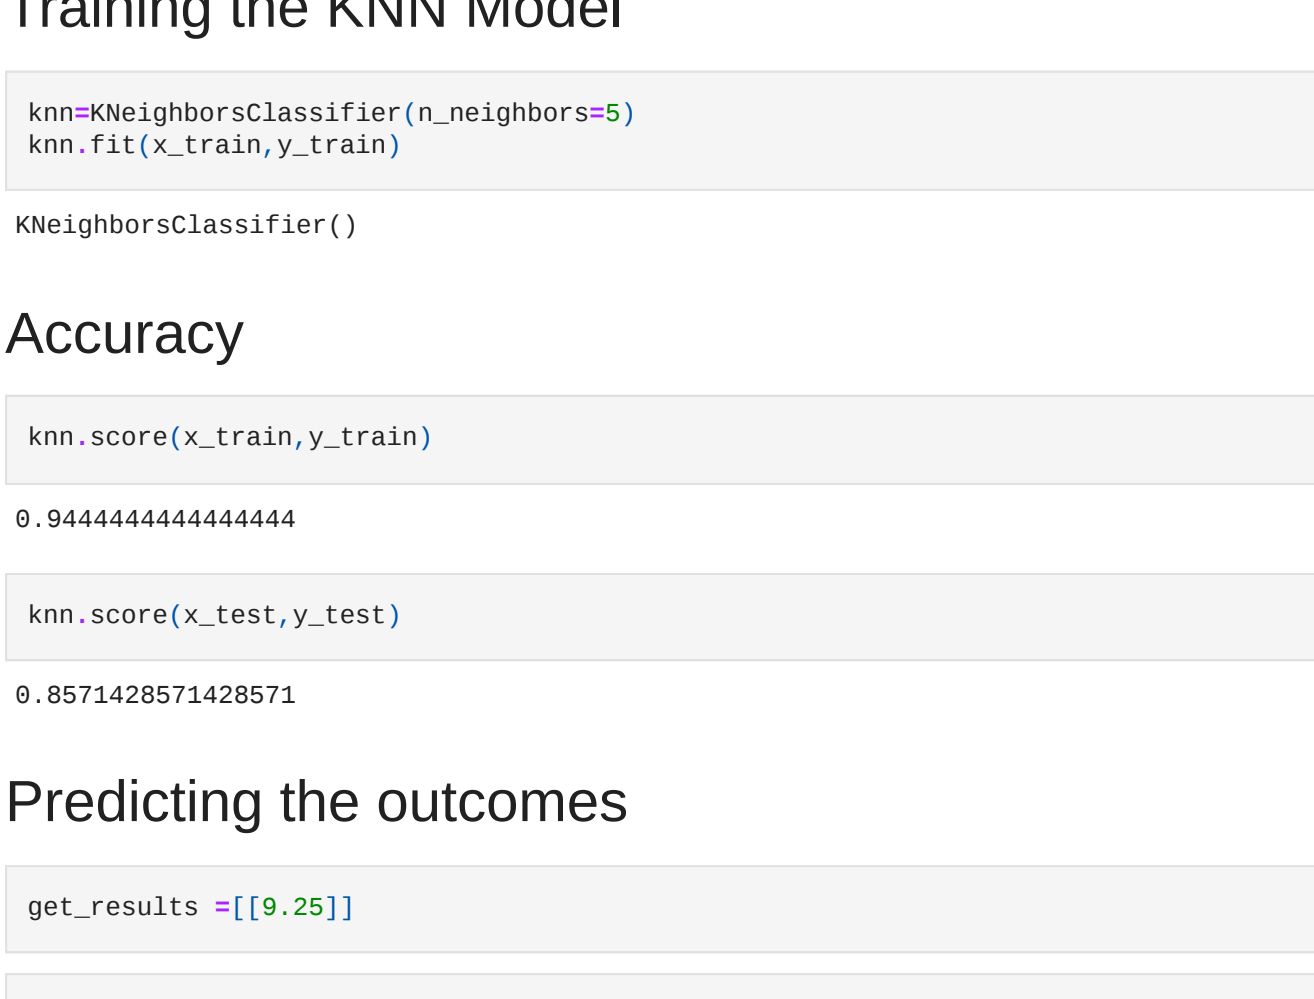 Training the KNN Model
knn=KNeighborsClassifier(n_neighbors=5)
knn.fit(x_train,y_train)
KNeighborsClassifier()
Accuracy
knn.score(x_train,y_train)
0.9444444444444444
knn.score(x_test,y_test)
0.8571428571428571
Predicting the outcomes
get_results =[[9.25]]